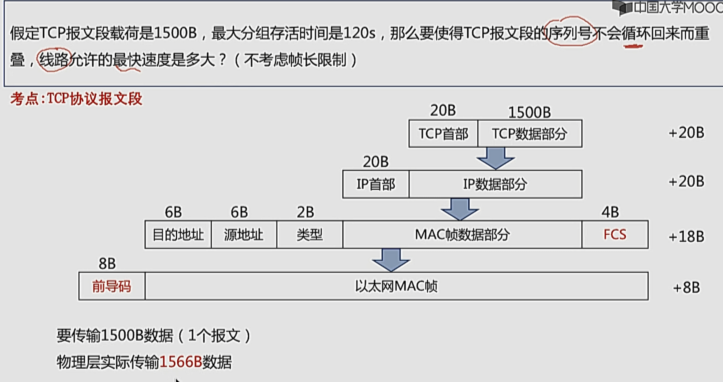 中国大学MOOC
假定TCP报文段载荷是1500B，最大分组存活时间是120s，那么要使得TCP报文段的序列号不会循环回来而重
叠，线路允许的最快速度是多大？（不考虑帧长限制）
考点:TCP协议报文段
20B 1500B
TCP首部 TCP数据部分 +20B
20B
IP首部 IP数据部分 +20B
6B 6B 2B 4B
目的地址 源地址 类型 MAC帧数据部分 FCS +18B
8B
前导码 以太网MAC帧 +8B
要传输1500B数据（1个报文）
物理层实际传输1566B数据